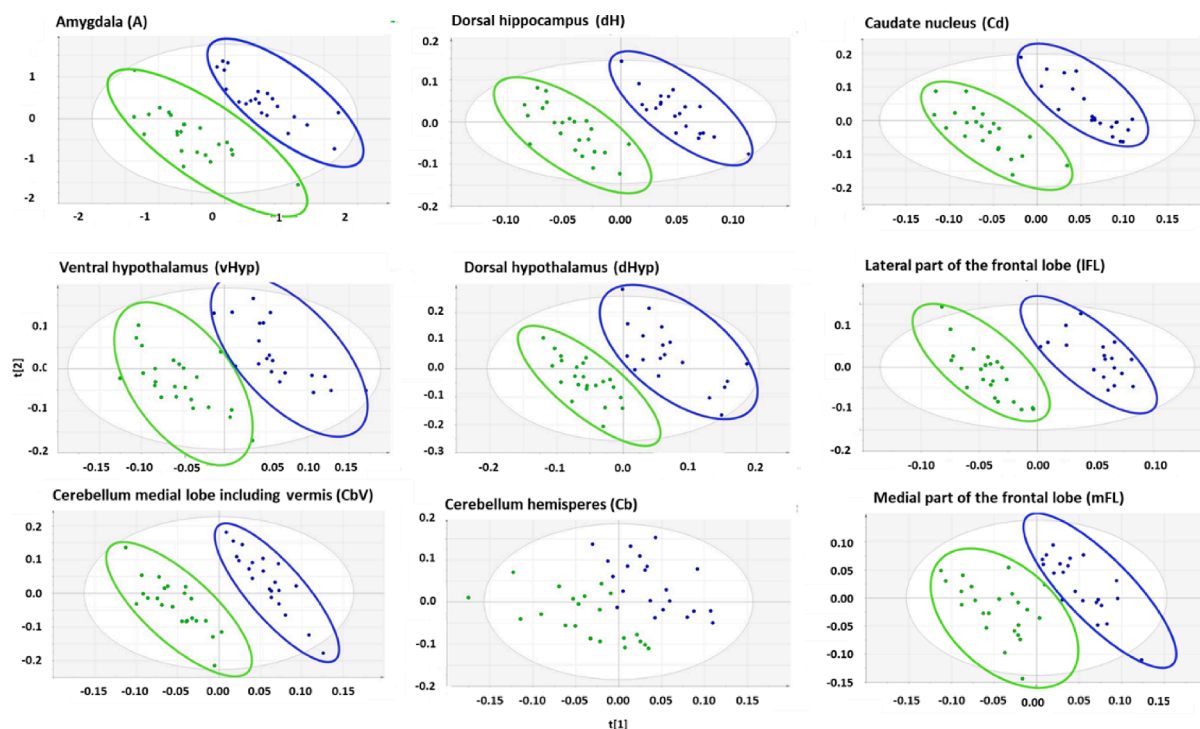 Amygdala (A)
1
0
-1
-2
-2 -1 0 1 2
Dorsal hippocampus (dH)
0.2
0.1
0.0
-0.1
-0.2
-0.10 -0.05 0.00 0.05 0.10
Caudate nucleus (Cd)
0.2
0.1
0.0
-0.1
-0.2
-0.15 -0.10 -0.05 0.00 0.05 0.10 0.15
Ventral hypothalamus (vHyp)
0.1
0.0
-0.1
-0.2
-0.15 -0.10 -0.05 0.00 0.05 0.10 0.15
t[2]
Dorsal hypothalamus (dHyp)
0.2
0.1
0.0
-0.1
-0.2
-0.3
-0.2 0.0 0.1 0.2
Lateral part of the frontal lobe (lFL)
0.1
0.0
-0.1
-0.2
-0.10 -0.05 0.00 0.05 0.10
Cerebellum medial lobe including vermis (CbV)
0.2
0.1
0.0
-0.1
-0.2
-0.15 -0.10 -0.05 0.00 0.05 0.10 0.15
Cerebellum hemisperes (Cb)
0.2
0.1
0.0
-0.1
-0.2
-0.15 -0.10 -0.05 0.00 0.05 0.10 0.15
t[1]
Medial part of the frontal lobe (mFL)
0.10
0.05
0.00
-0.05
-0.10
-0.15
-0.10 -0.05 0.00 0.05 0.10 0.15